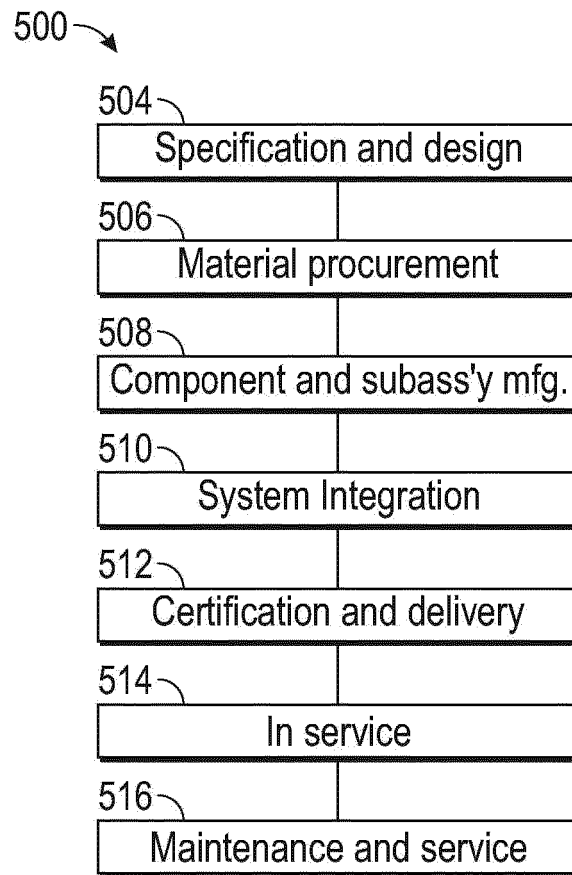 500
504
Specification and design
506
Material procurement
508
Component and subass'y mfg.
510
System Integration
512
Certification and delivery
514
In service
516
Maintenance and service